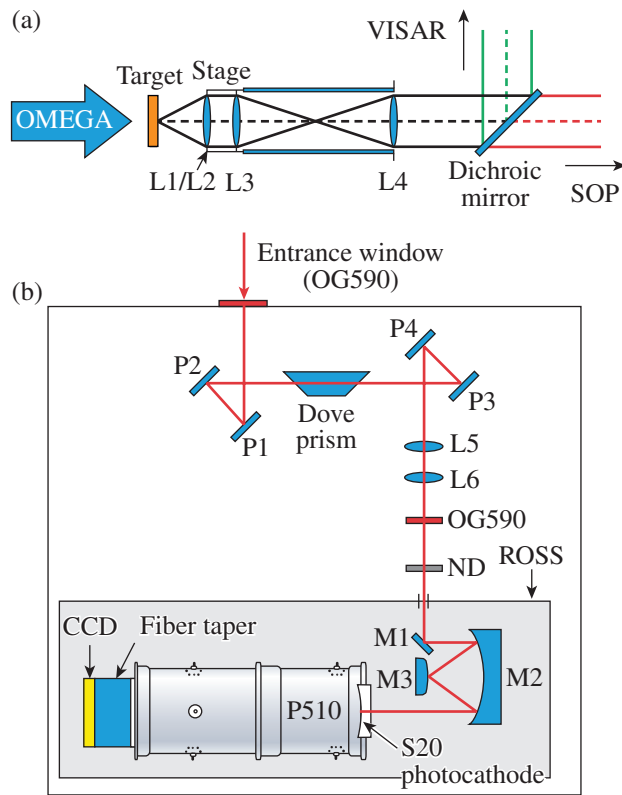 (a)
VISAR
Target
Stage
OMEGA
L1/L2
L3
L4
Dichroic
mirror
SOP
Entrance window
(OG590)
(b)
P4
P2
P3
Dove
prism
P1
L5
L6
OG590
ND
ROSS
CCD
Fiber taper
M1
M3
M2
P510
S20
photocathode